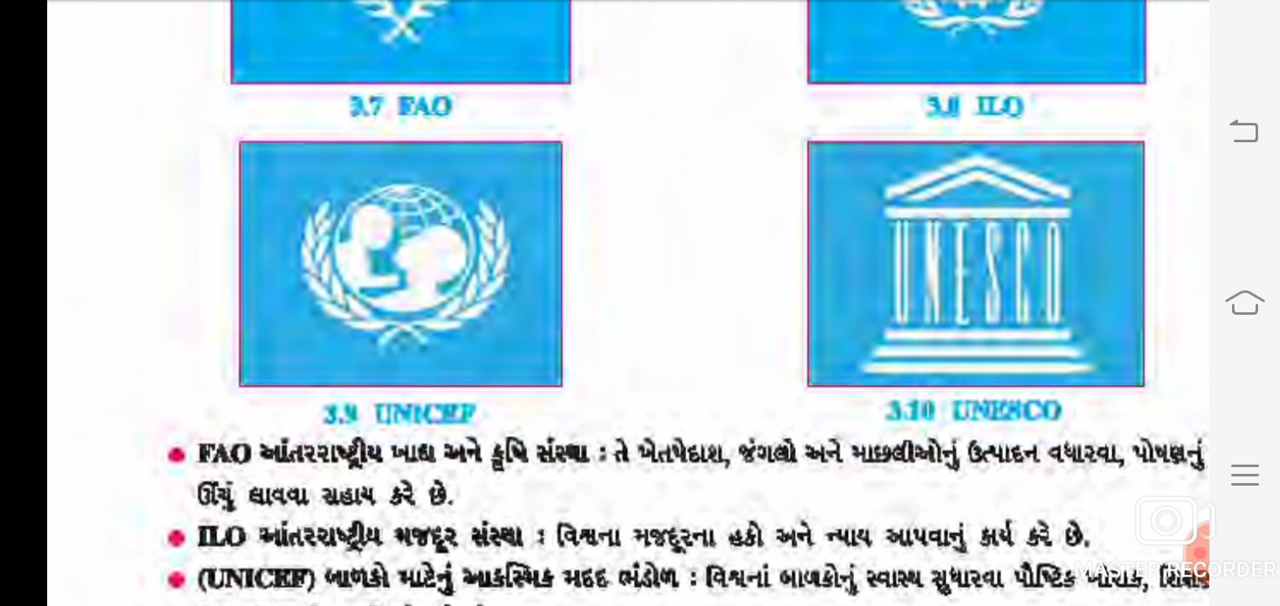 3.7 FAO
3.8 ILO
UNESCO
3.9 UNICEF
3.10 UNESCO
FAO આંતરરાષ્ટ્રીય ખાદ્ય અને કૃષિ સંસ્થા : તે ખેતપેદાશ, જંગલો અને માછલીઓનું ઉત્પાદન વધારવા, પોષણનું
ઊંચું લાવવા સહાય કરે છે.
ILO આંતરરાષ્ટ્રીય મજદૂર સંસ્થા : વિશ્વના મજદૂરના હકો અને ન્યાય આપવાનું કાર્ય કરે છે.
(UNICEF) બાળકો માટેનું આકસ્મિક મદદ ભંડોળ : વિશ્વનાં બાળકોનું સ્વાસ્થ સુધારવા પૌષ્ટિક ખોરાક,
MASTER RECORDER